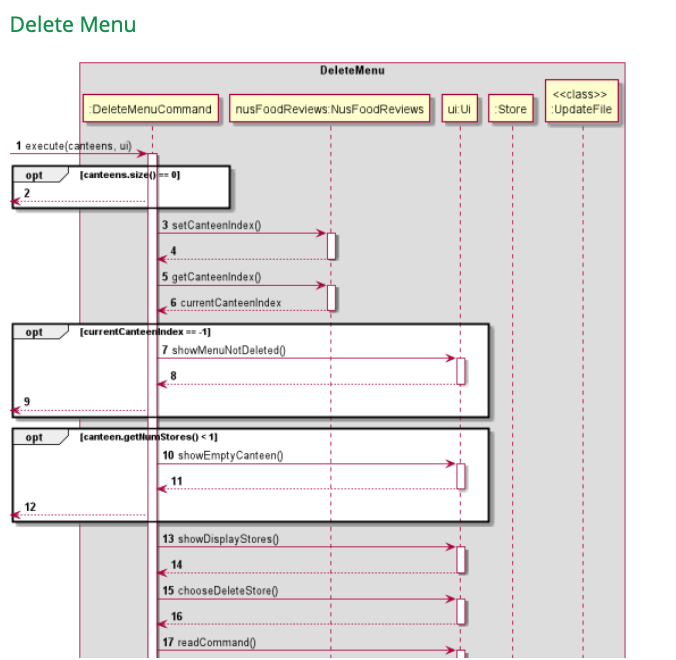 Delete Menu
DeleteMenu
<<class>>
:DeleteMenuCommand nusFoodReviews:NusFoodReviews ui:Ui :Store :UpdateFile
1 execute(canteens, ui)
opt [canteens.size() == 0]
2
3 setCanteenIndex()
4
5 getCanteenIndex()
6 currentCanteenIndex
opt [currentCanteenIndex == -1]
7 showMenuNotDeleted()
8
9
opt [canteen.getNumStores() < 1]
10 showEmptyCanteen()
11
12
13 showDisplayStores()
14
15 chooseDeleteStore()
16
17 readCommand()